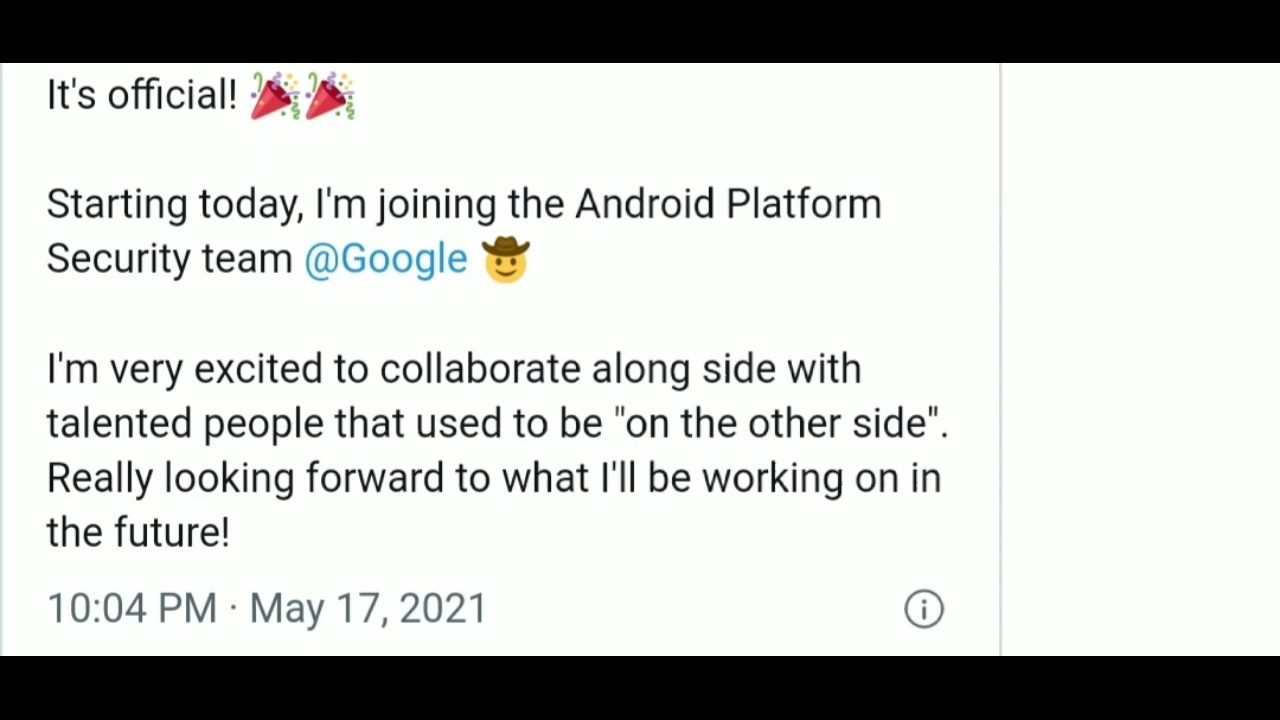 It's official! 🎉🎉
Starting today, I'm joining the Android Platform
Security team @Google 🤠
I'm very excited to collaborate along side with
talented people that used to be "on the other side".
Really looking forward to what I'll be working on in
the future!
10:04 PM · May 17, 2021